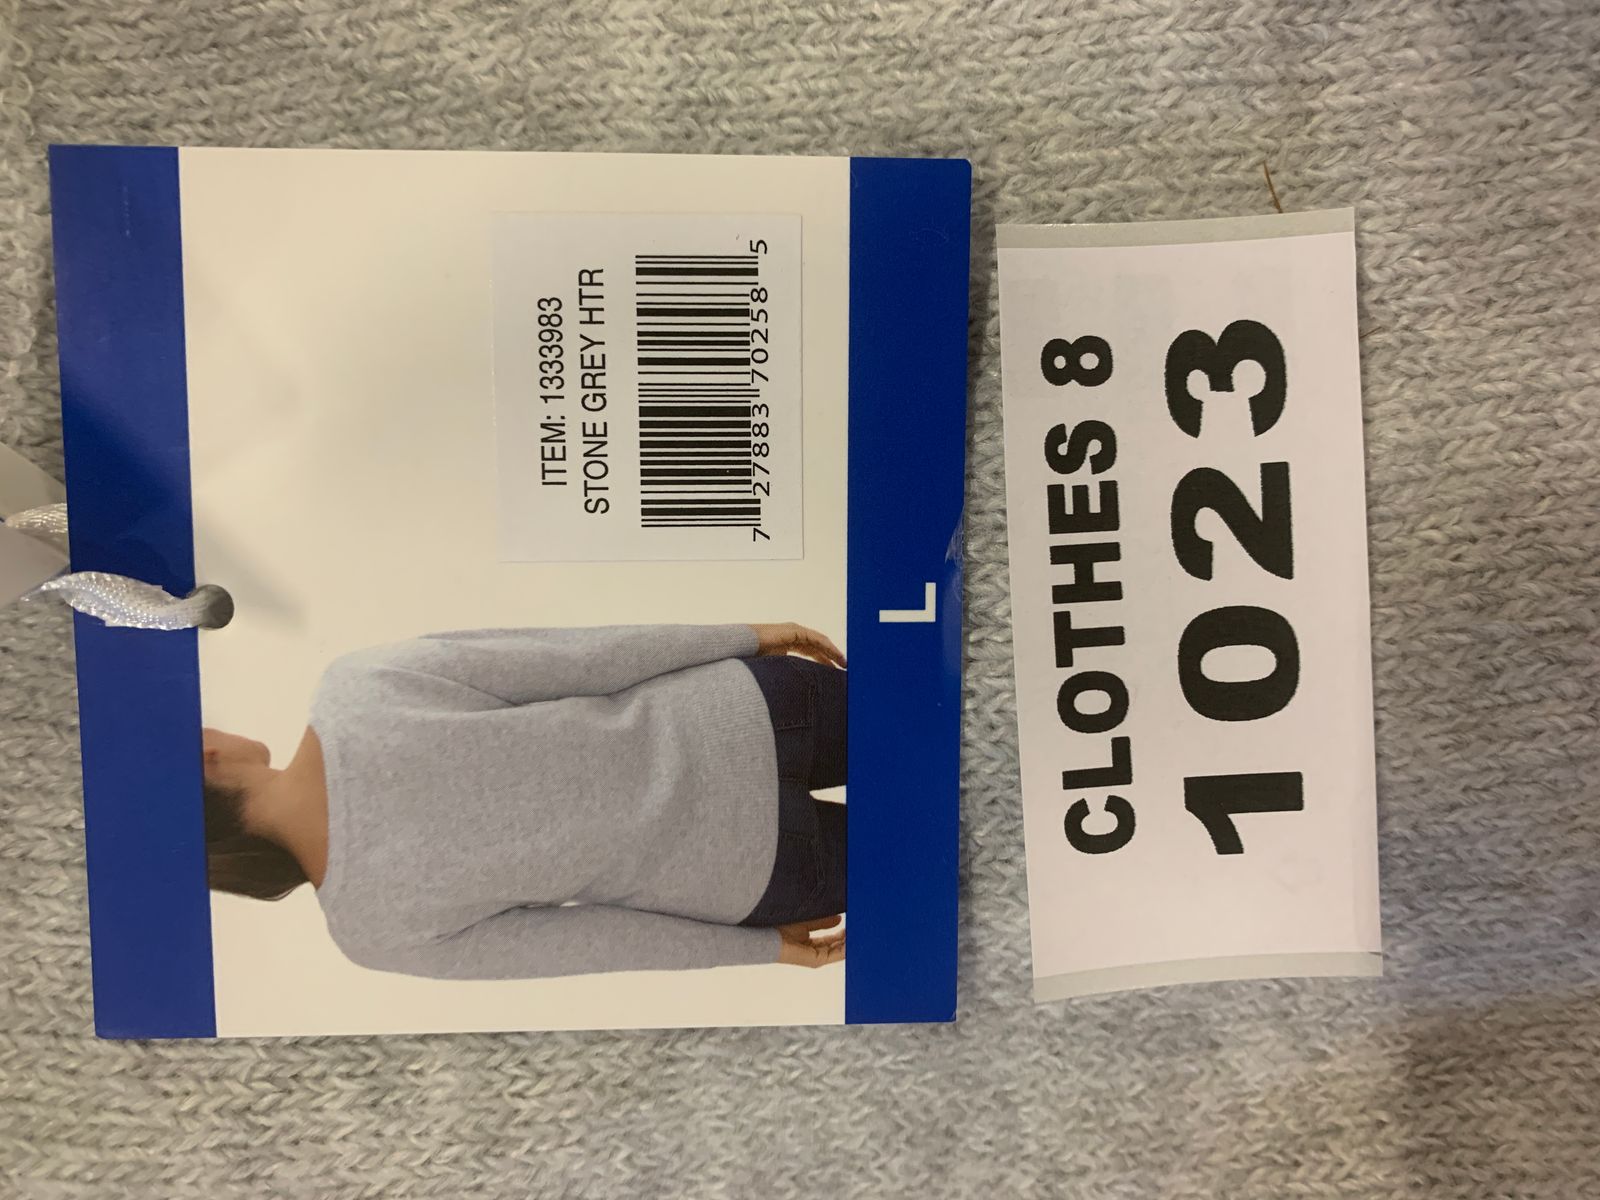 ITEM: 1333983
STONE GREY HTR
7 27883 70258 5
L
CLOTHES 8
1023